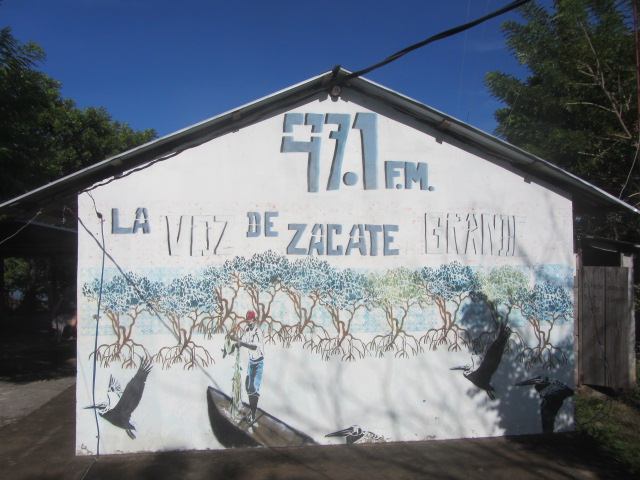 97.1 F.M.
LA VOZ DE ZACATE GRANDE